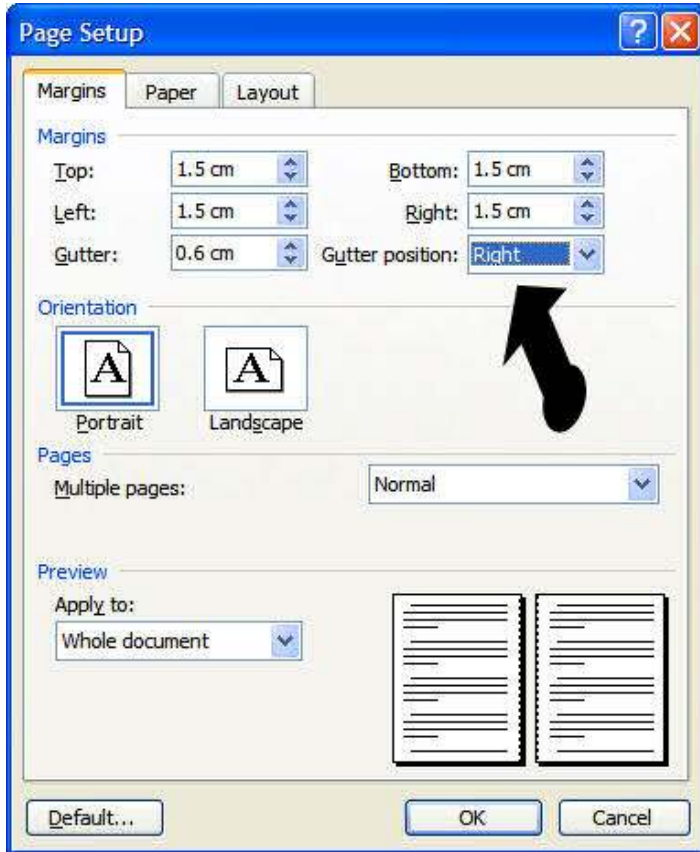 Page Setup
Margins Paper Layout
Margins
Top: 1.5 cm Bottom: 1.5 cm
Left: 1.5 cm Right: 1.5 cm
Gutter: 0.6 cm Gutter position: Right
Orientation
A A
Portrait Landscape
Pages
Multiple pages: Normal
Preview
Apply to:
Whole document
Default... OK Cancel